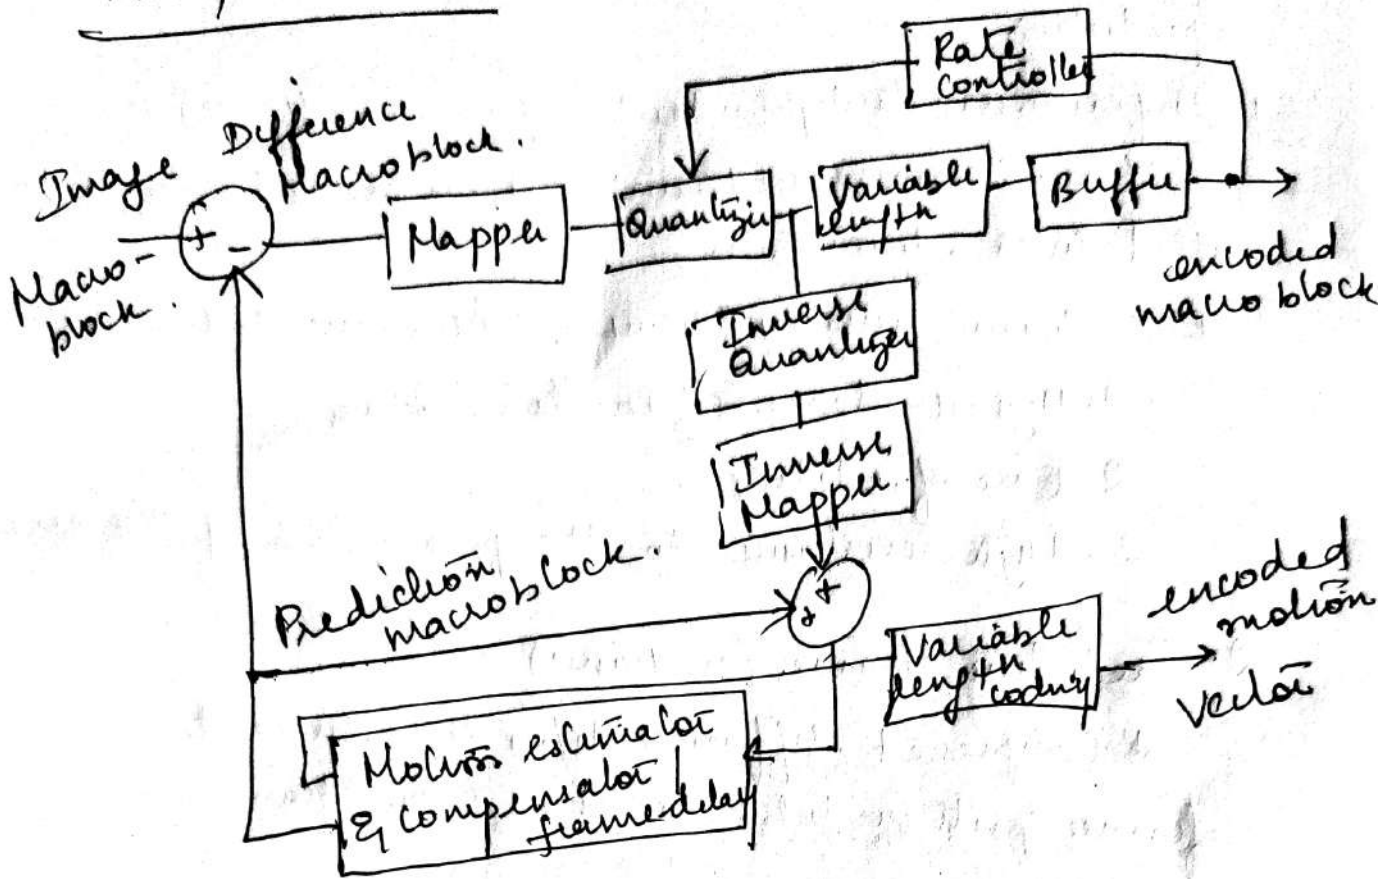 Rate
controller
Difference
Macroblock.
Image
Macro-
block.
+
-
Mapper
Quantizer
Variable
length
Buffer
encoded
macro block
Inverse
Quantizer
Inverse
Mapper
Prediction
macroblock.
+
+
Variable
length
coding
encoded
motion
vector
Motion estimator
& compensator /
frame delay